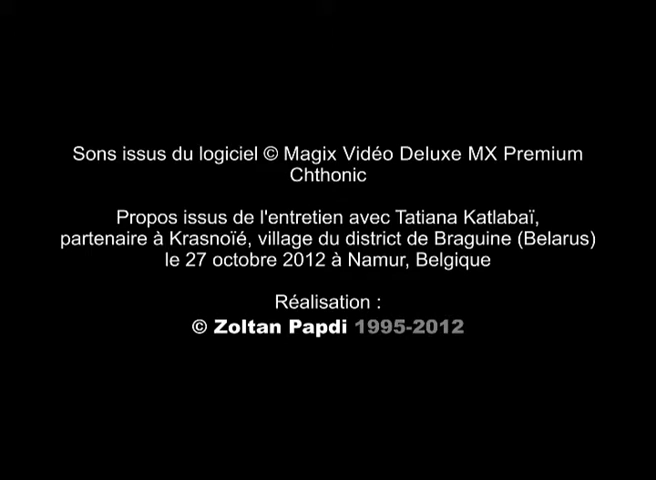 Sons issus du logiciel © Magix Vidéo Deluxe MX Premium
Chthonic
Propos issus de l'entretien avec Tatiana Katlabaï,
partenaire à Krasnoïé, village du district de Braguine (Belarus)
le 27 octobre 2012 à Namur, Belgique
Réalisation :
© Zoltan Papdi 1995-2012